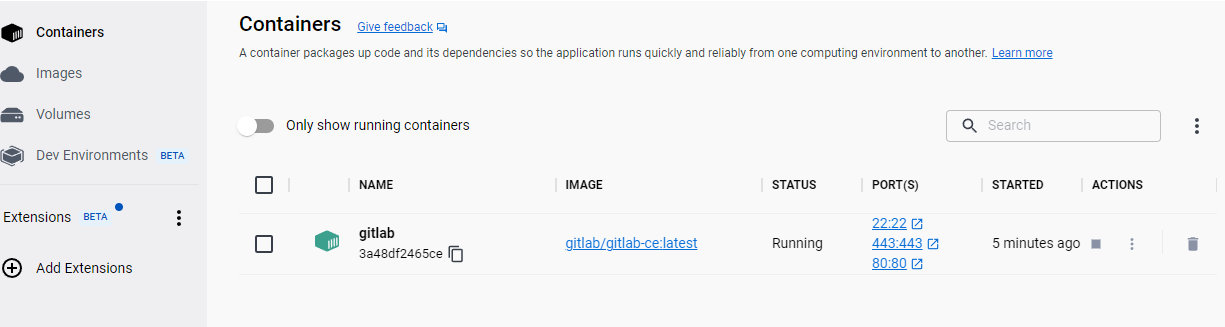 Containers
Images
Volumes
Dev Environments BETA
Extensions BETA
Add Extensions
Containers Give feedback
A container packages up code and its dependencies so the application runs quickly and reliably from one computing environment to another. Learn more
Only show running containers
Search
NAME IMAGE STATUS PORT(S) STARTED ACTIONS
gitlab
3a48df2465ce
gitlab/gitlab-ce:latest
Running
22:22
443:443
80:80
5 minutes ago